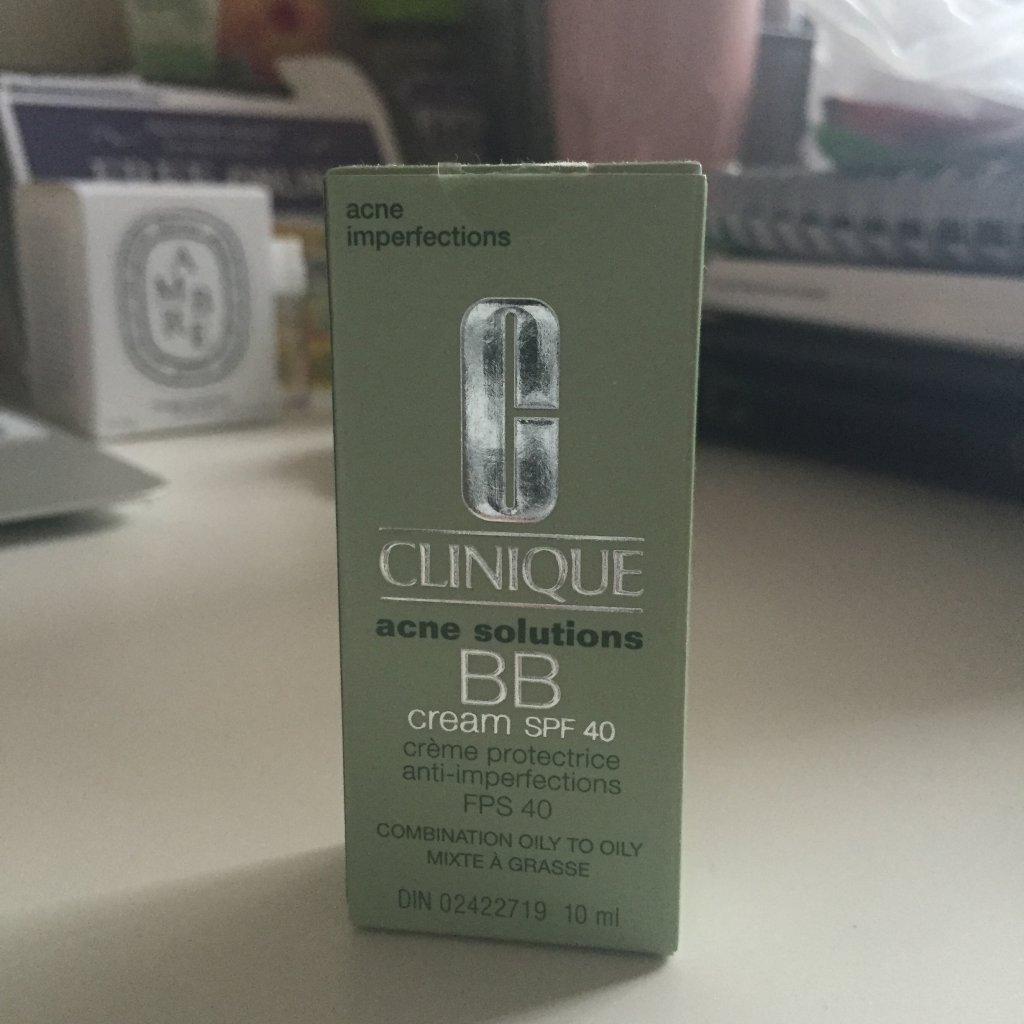 acne
imperfections
CLINIQUE
acne solutions
BB
cream SPF 40
crème protectrice
anti-imperfections
FPS 40
COMBINATION OILY TO OILY
MIXTE À GRASSE
DIN 02422719 10 ml
AMBRE